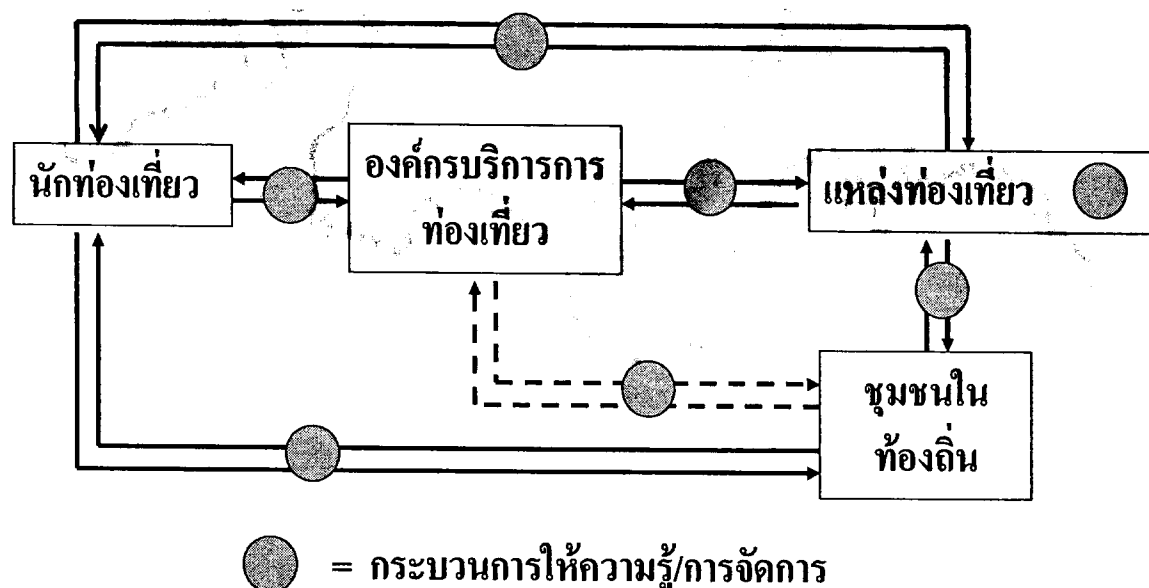 นักท่องเที่ยว
องค์กรบริการการ
ท่องเที่ยว
แหล่งท่องเที่ยว
ชุมชนใน
ท้องถิ่น
= กระบวนการให้ความรู้/การจัดการ